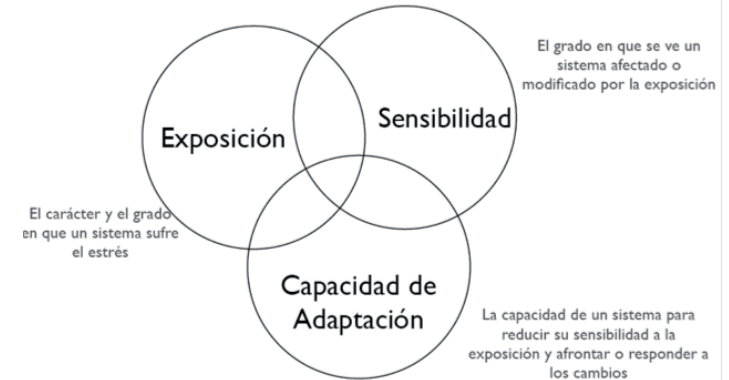 El grado en que se ve un
sistema afectado o
modificado por la exposición
Sensibilidad
Exposición
El carácter y el grado
en que un sistema sufre
el estrés
Capacidad de
Adaptación
La capacidad de un sistema para
reducir su sensibilidad a la
exposición y afrontar o responder a
los cambios